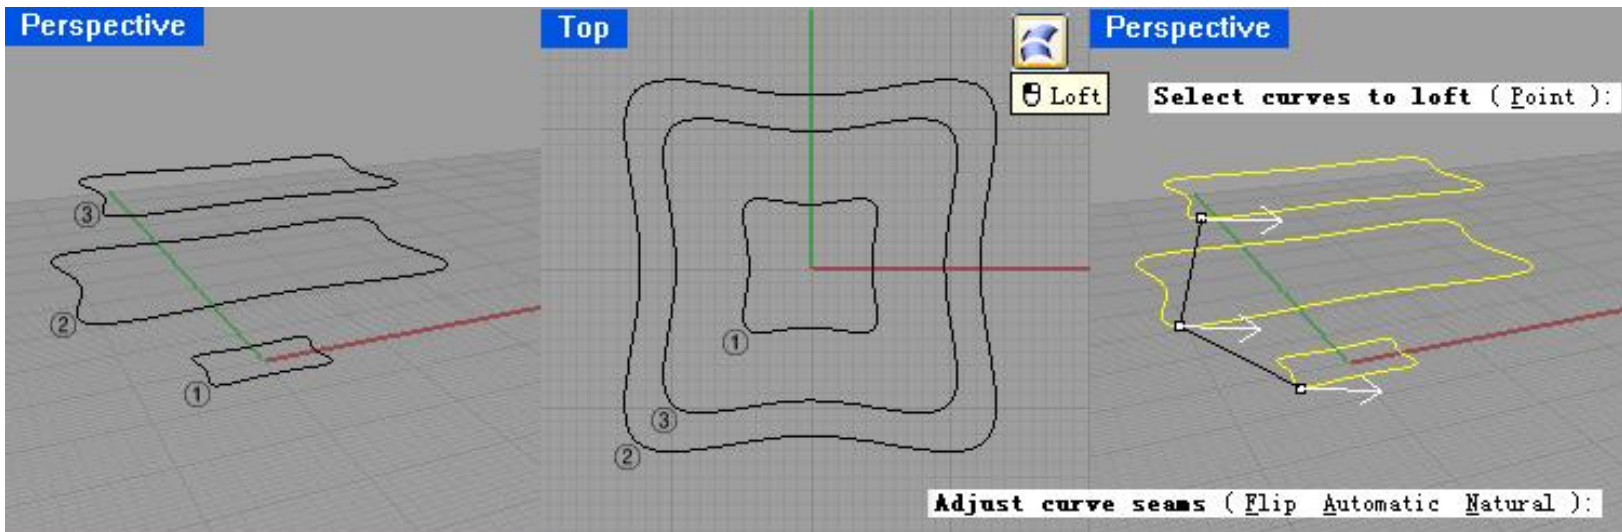 Perspective
③
②
①
Top
Loft
①
③
②
Perspective
Select curves to loft ( Point ):
Adjust curve seams ( Flip Automatic Natural ):